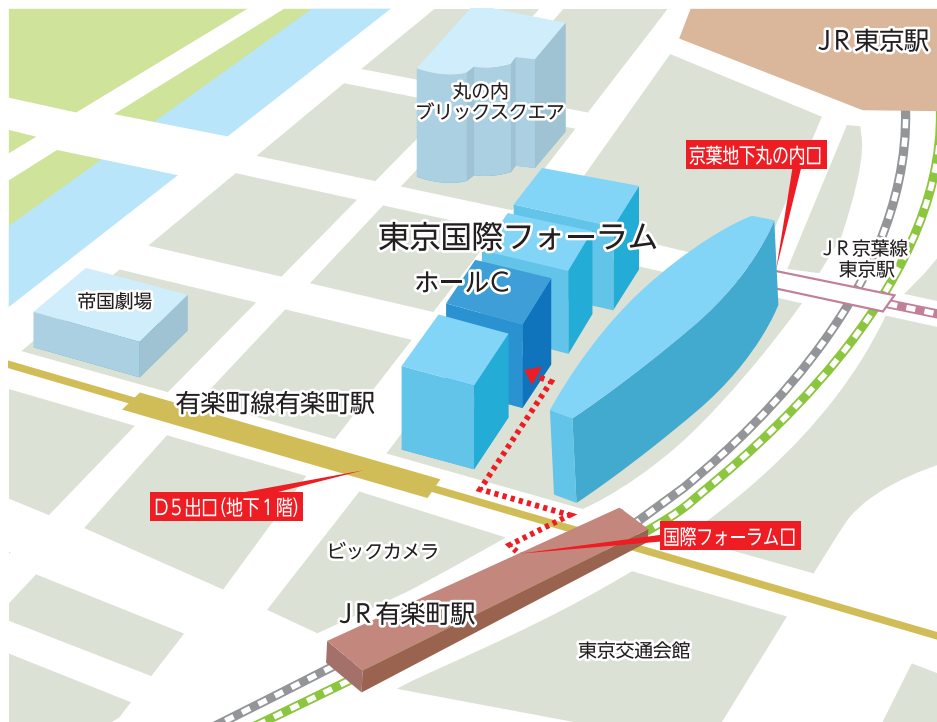 JR東京駅
丸の内
ブリックスクエア
京葉地下丸の内口
東京国際フォーラム
ホールC
JR京葉線
東京駅
帝国劇場
有楽町線有楽町駅
D5出口(地下1階)
国際フォーラム口
ビックカメラ
JR有楽町駅
東京交通会館